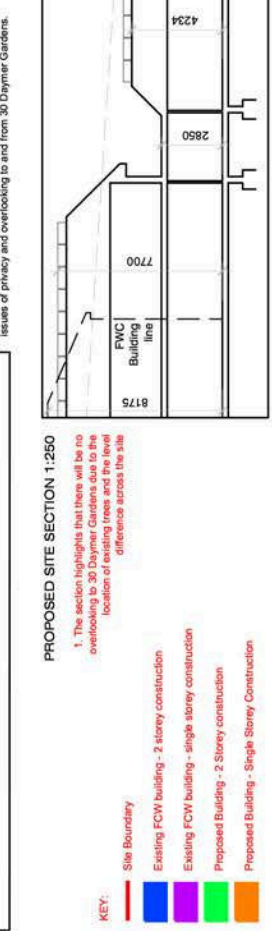 issues of privacy and overlooking to and from 30 Daymer Gardens.
PROPOSED SITE SECTION 1:250
1. The section highlights that there will be no
overlooking to 30 Daymer Gardens due to the
location of existing trees and the level
difference across the site
KEY:
Site Boundary
Existing FCW building - 2 storey construction
Existing FCW building - single storey construction
Proposed Building - 2 Storey construction
Proposed Building - Single Storey Construction
8175
FWC
Building
line
7700
2850
4234